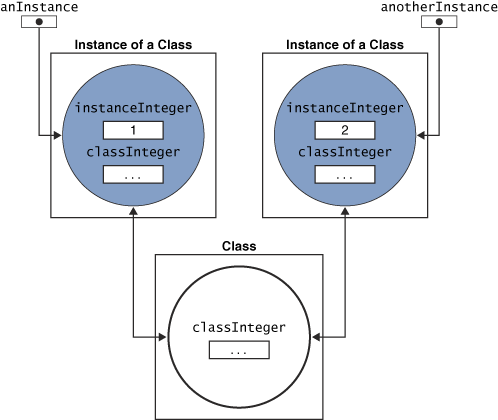 anInstance
anotherInstance
Instance of a Class
Instance of a Class
instanceInteger
1
classInteger
...
instanceInteger
2
classInteger
...
Class
classInteger
...